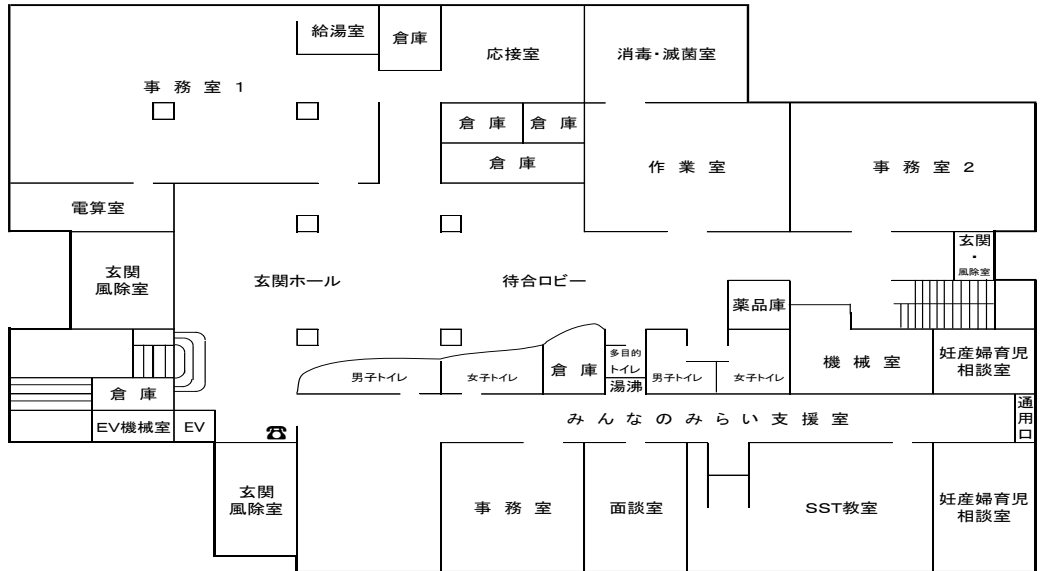 給湯室
倉庫
応接室
消毒・滅菌室
事務室1
倉庫
倉庫
倉庫
作業室
事務室2
電算室
玄関
風除室
玄関ホール
待合ロビー
玄関
・
風除室
薬品庫
多目的
トイレ
湯沸
男子トイレ
女子トイレ
倉庫
男子トイレ
女子トイレ
機械室
妊産婦育児
相談室
倉庫
EV機械室
EV
☎
みんなのみらい支援室
通用口
玄関
風除室
事務室
面談室
SST教室
妊産婦育児
相談室